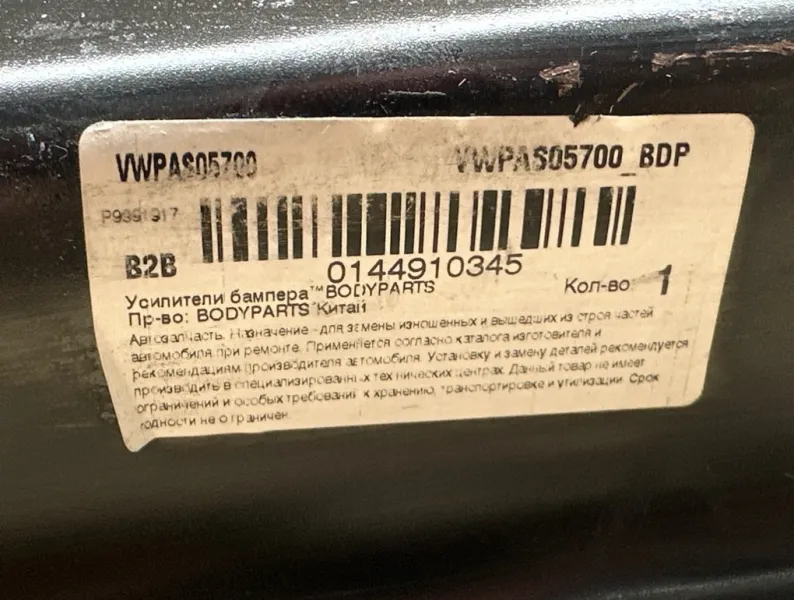 VWPAS05700 VWPAS05700_BDP
P9391917
B2B 0144910345
Усилители бампера™BODYPARTS Кол-во 1
Пр-во: BODYPARTS Китай
Автозапчасть. Назначение - для замены изношенных и вышедших из строя частей
автомобиля при ремонте. Применяется согласно каталога изготовителя и
рекомендациям производителя автомобиля. Установку и замену деталей рекомендуется
производить в специализированных технических центрах. Данный товар не имеет
ограничений и особых требований к хранению, транспортировке и утилизации. Срок
годности не ограничен.